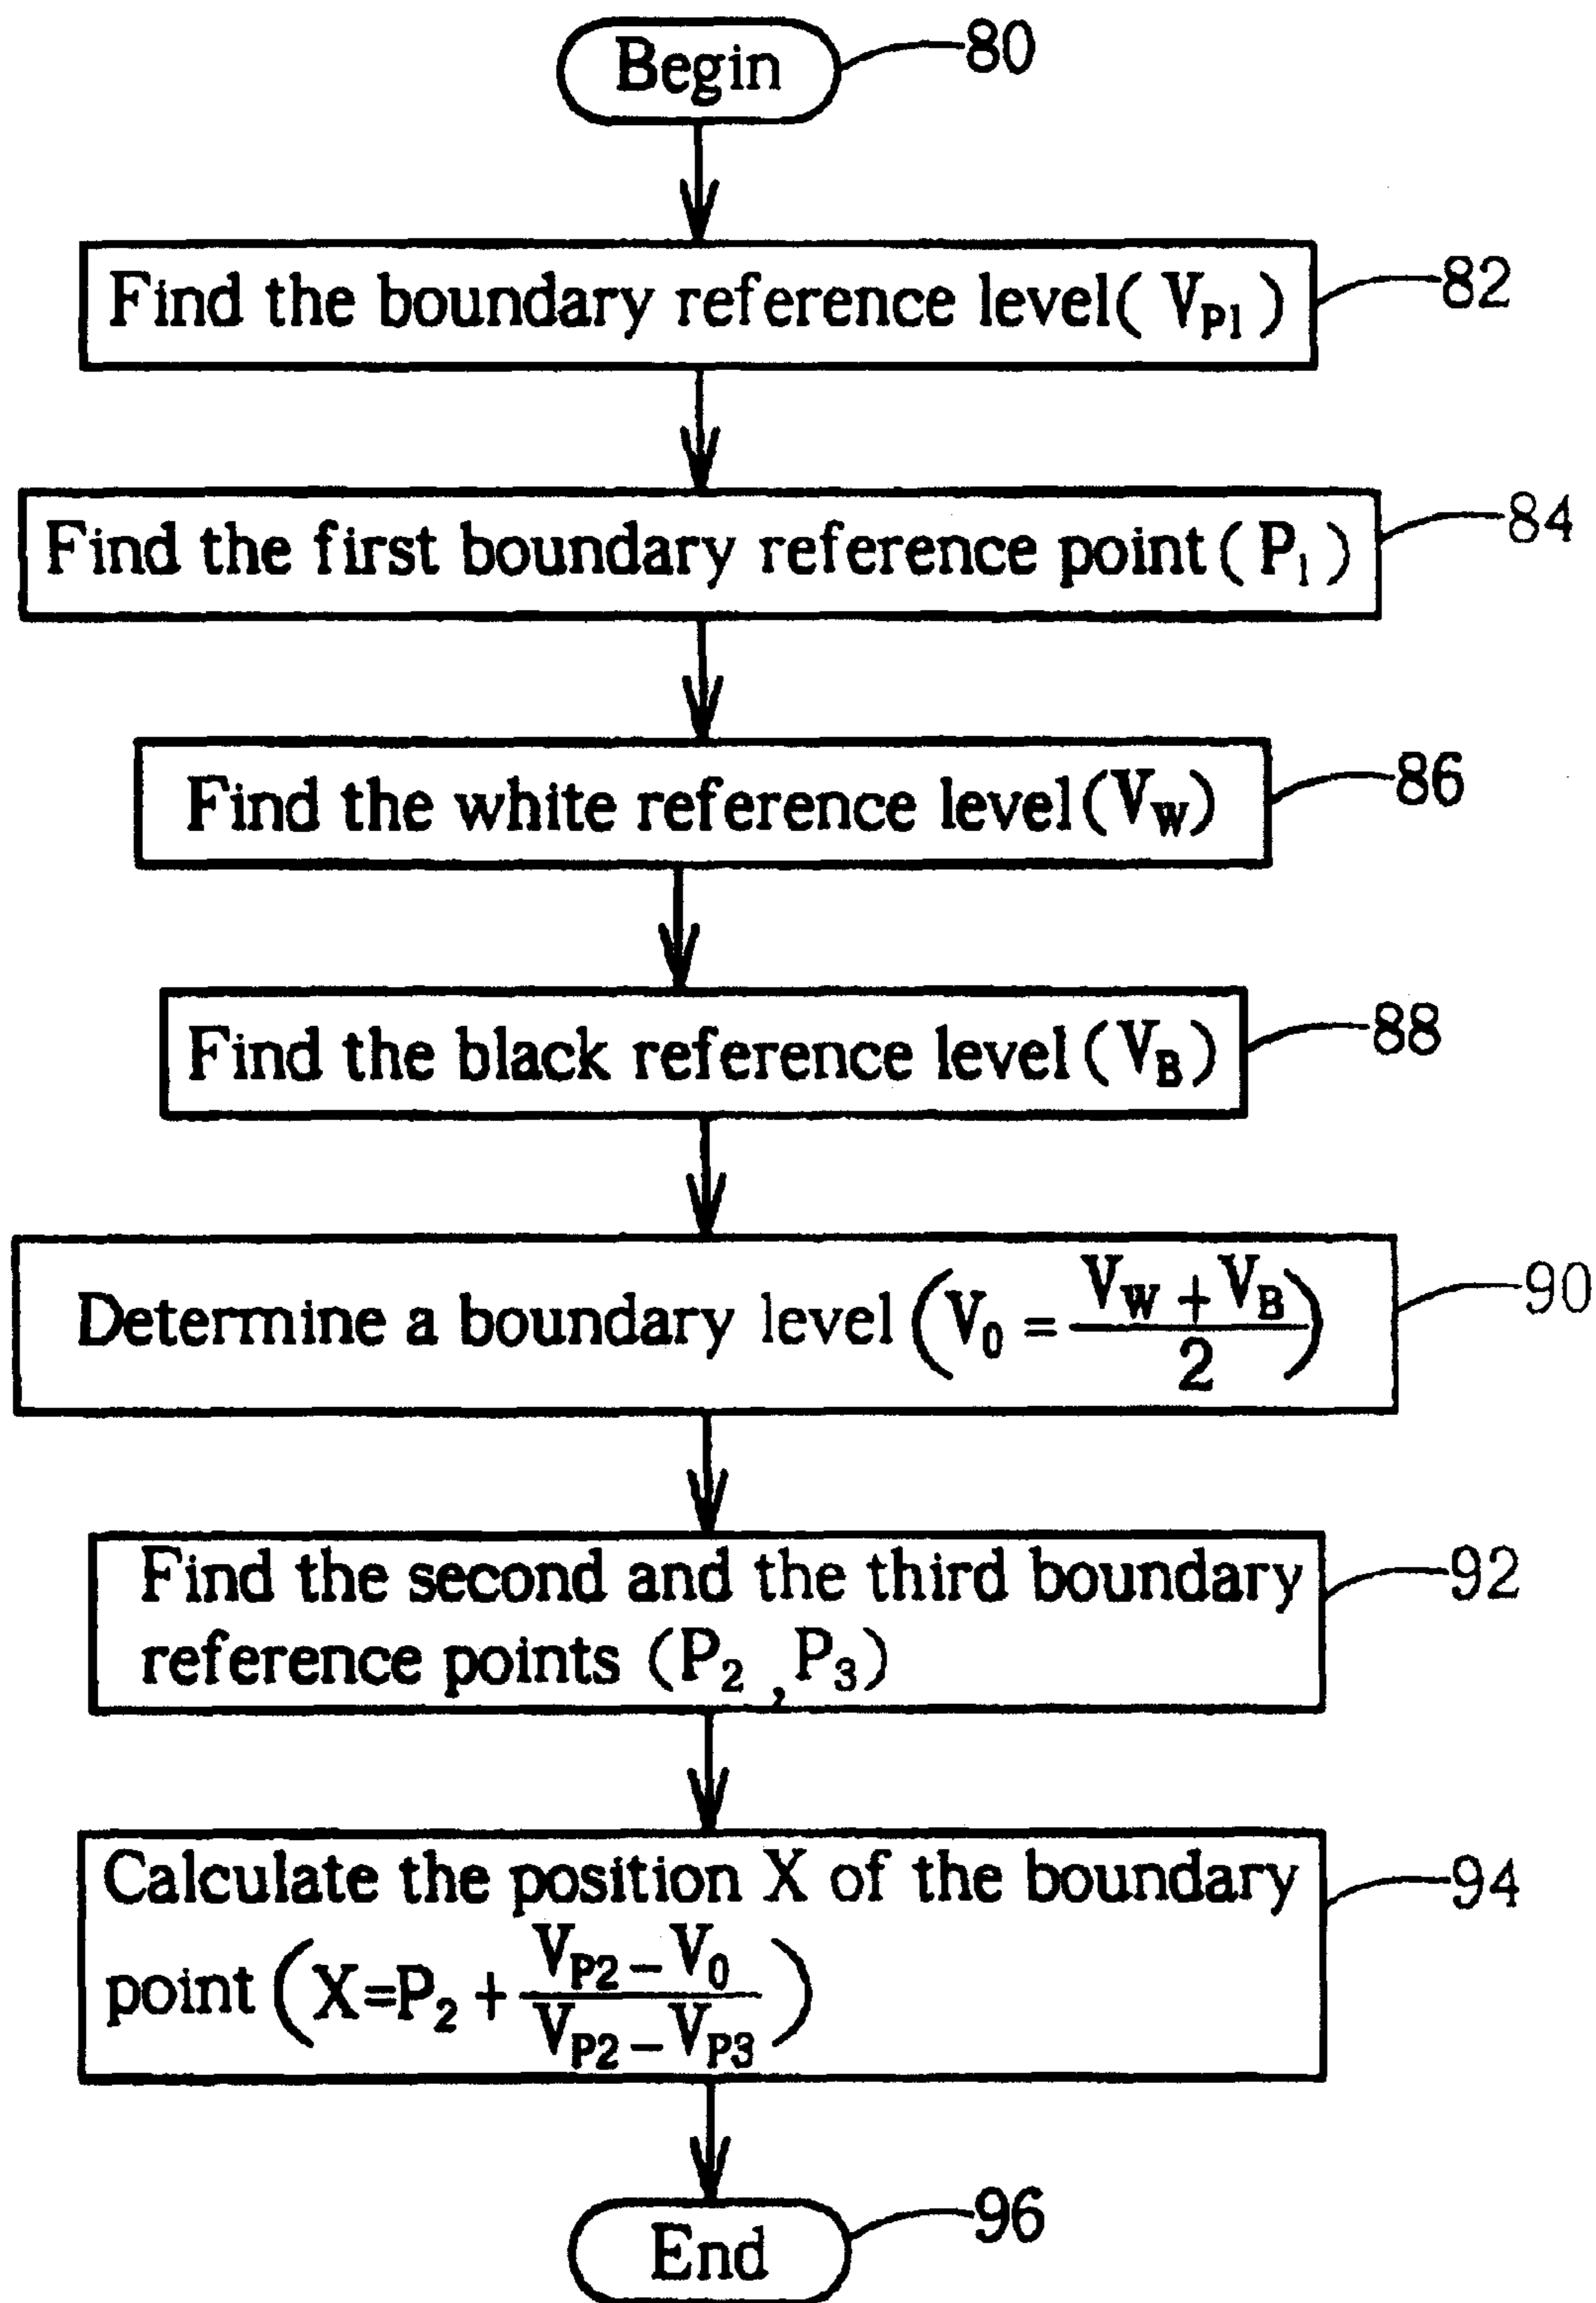 Begin 80
Find the boundary reference level( V_P1 ) 82
Find the first boundary reference point( P_1 ) 84
Find the white reference level(V_W) 86
Find the black reference level(V_B) 88
Determine a boundary level (V_0 = (V_W + V_B)/2) 90
Find the second and the third boundary 92
reference points (P_2 , P_3)
Calculate the position X of the boundary 94
point (X=P_2 + (V_P2 − V_0)/(V_P2 − V_P3))
End 96